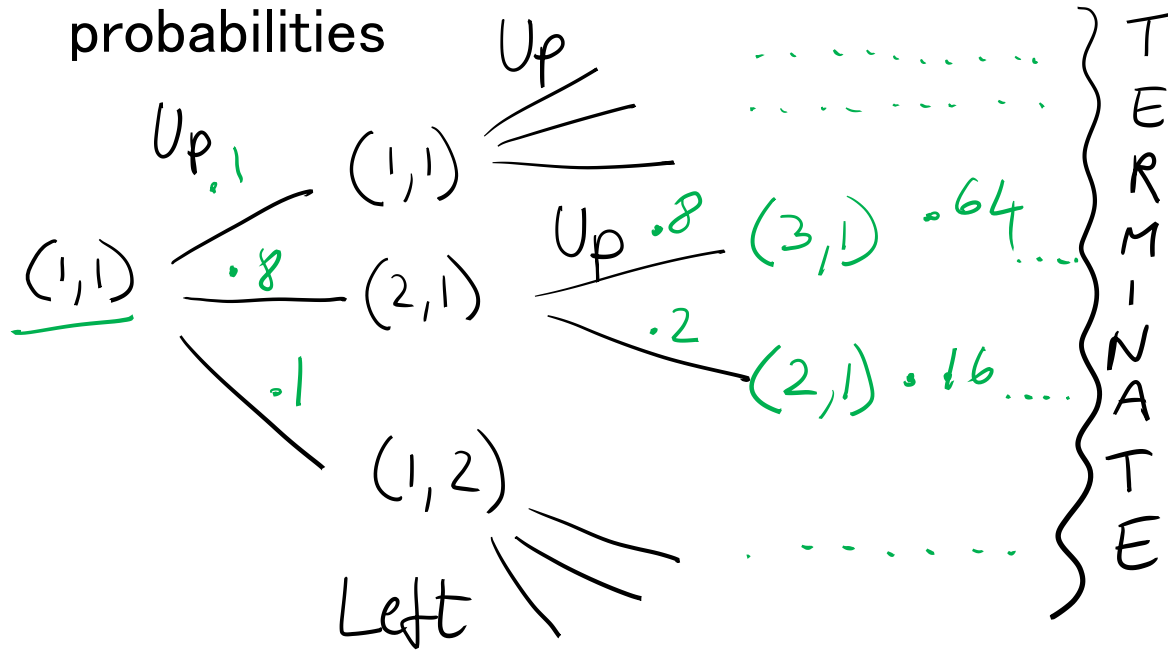 probabilities
Up
Up .1
(1,1)
(1,1)
.8
(2,1)
Up .8
(3,1) .64
.2
(2,1) .16
.1
(1,2)
Left
TERMINATE